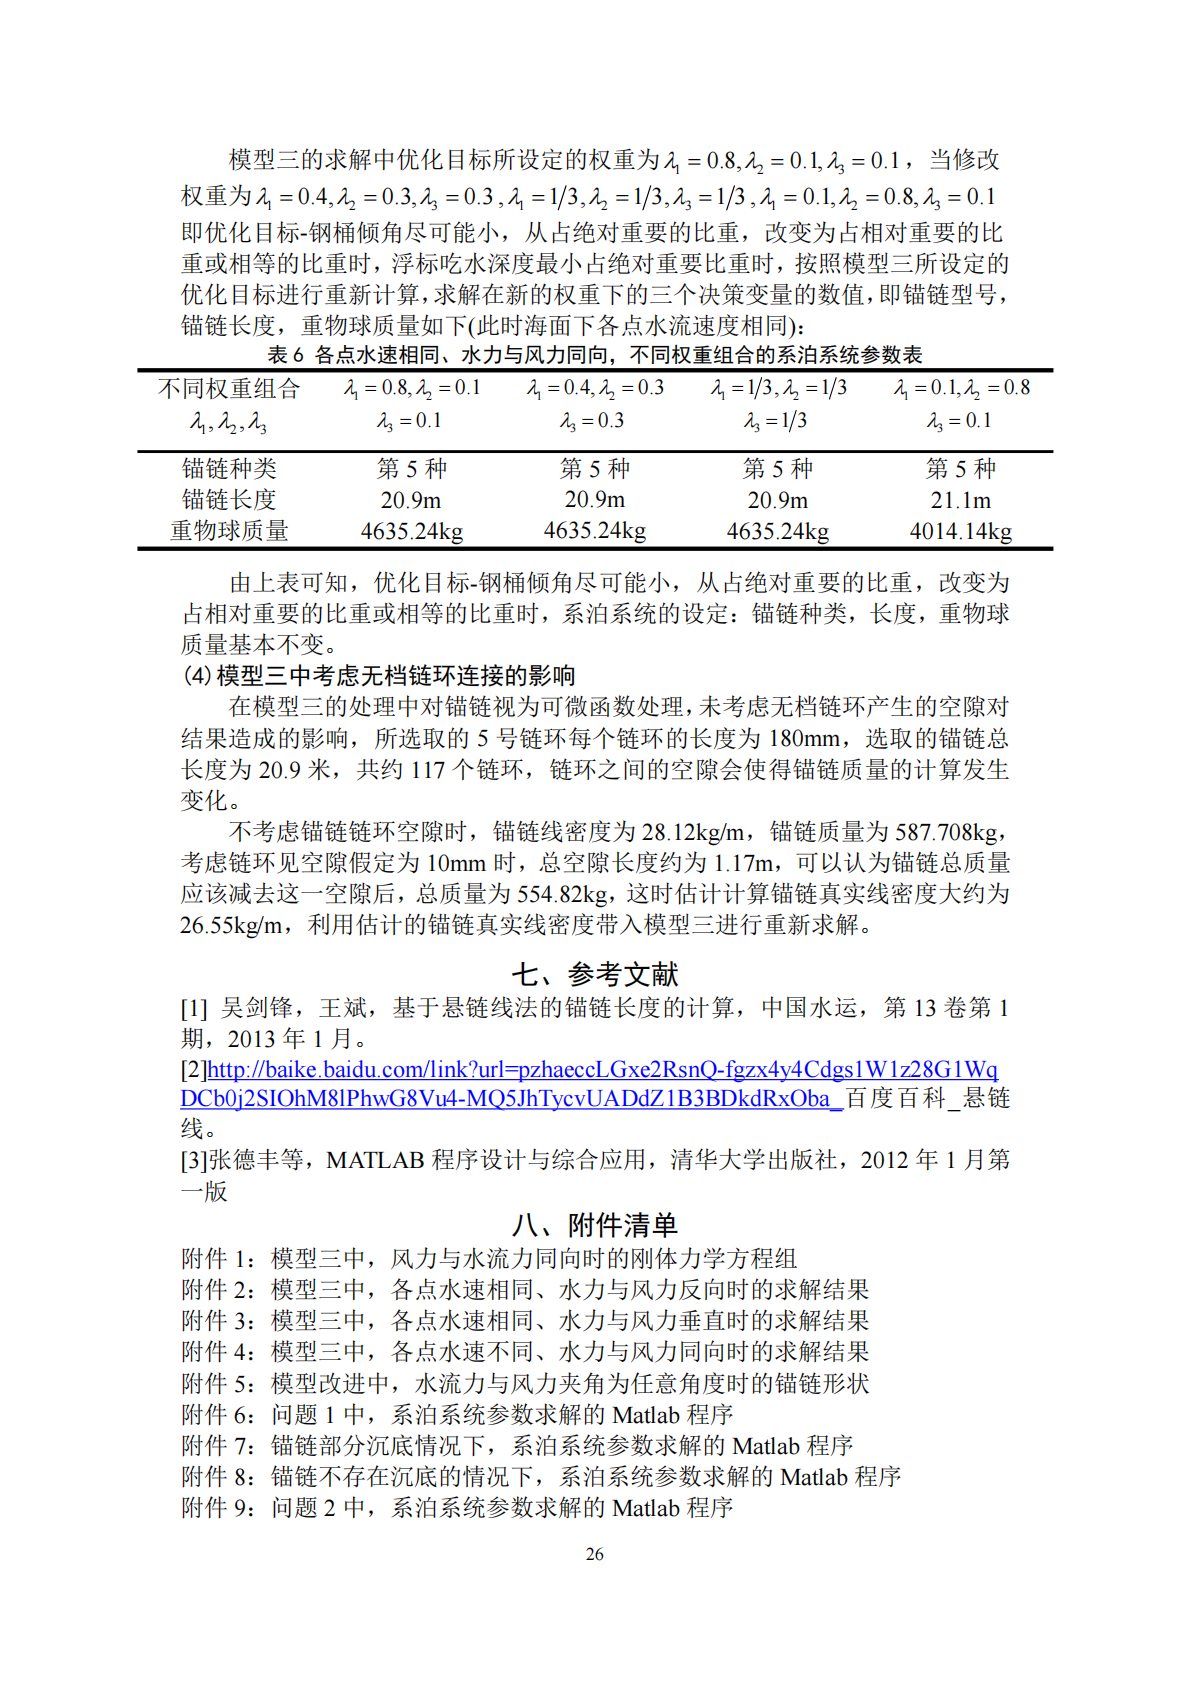 模型三的求解中优化目标所设定的权重为λ₁ = 0.8,λ₂ = 0.1,λ₃ = 0.1，当修改
权重为λ₁ = 0.4,λ₂ = 0.3,λ₃ = 0.3,λ₁ = 1/3,λ₂ = 1/3,λ₃ = 1/3,λ₁ = 0.1,λ₂ = 0.8,λ₃ = 0.1
即优化目标-钢桶倾角尽可能小，从占绝对重要的比重，改变为占相对重要的比
重或相等的比重时，浮标吃水深度最小占绝对重要比重时，按照模型三所设定的
优化目标进行重新计算，求解在新的权重下的三个决策变量的数值，即锚链型号，
锚链长度，重物球质量如下(此时海面下各点水流速度相同)：
表 6 各点水速相同、水力与风力同向，不同权重组合的系泊系统参数表
不同权重组合 λ₁ = 0.8,λ₂ = 0.1 λ₁ = 0.4,λ₂ = 0.3 λ₁ = 1/3,λ₂ = 1/3 λ₁ = 0.1,λ₂ = 0.8
λ₁,λ₂,λ₃ λ₃ = 0.1 λ₃ = 0.3 λ₃ = 1/3 λ₃ = 0.1
锚链种类 第 5 种 第 5 种 第 5 种 第 5 种
锚链长度 20.9m 20.9m 20.9m 21.1m
重物球质量 4635.24kg 4635.24kg 4635.24kg 4014.14kg
由上表可知，优化目标-钢桶倾角尽可能小，从占绝对重要的比重，改变为
占相对重要的比重或相等的比重时，系泊系统的设定：锚链种类，长度，重物球
质量基本不变。
(4)模型三中考虑无档链环连接的影响
在模型三的处理中对锚链视为可微函数处理，未考虑无档链环产生的空隙对
结果造成的影响，所选取的 5 号链环每个链环的长度为 180mm，选取的锚链总
长度为 20.9 米，共约 117 个链环，链环之间的空隙会使得锚链质量的计算发生
变化。
不考虑锚链链环空隙时，锚链线密度为 28.12kg/m，锚链质量为 587.708kg，
考虑链环见空隙假定为 10mm 时，总空隙长度约为 1.17m，可以认为锚链总质量
应该减去这一空隙后，总质量为 554.82kg，这时估计计算锚链真实线密度大约为
26.55kg/m，利用估计的锚链真实线密度带入模型三进行重新求解。
七、参考文献
[1] 吴剑锋，王斌，基于悬链线法的锚链长度的计算，中国水运，第 13 卷第 1
期，2013 年 1 月。
[2]http://baike.baidu.com/link?url=pzhaeccLGxe2RsnQ-fgzx4y4Cdgs1W1z28G1Wq
DCb0j2SIOhM8lPhwG8Vu4-MQ5JhTycvUADdZ1B3BDkdRxOba_百度百科_悬链
线。
[3]张德丰等，MATLAB 程序设计与综合应用，清华大学出版社，2012 年 1 月第
一版
八、附件清单
附件 1：模型三中，风力与水流力同向时的刚体力学方程组
附件 2：模型三中，各点水速相同、水力与风力反向时的求解结果
附件 3：模型三中，各点水速相同、水力与风力垂直时的求解结果
附件 4：模型三中，各点水速不同、水力与风力同向时的求解结果
附件 5：模型改进中，水流力与风力夹角为任意角度时的锚链形状
附件 6：问题 1 中，系泊系统参数求解的 Matlab 程序
附件 7：锚链部分沉底情况下，系泊系统参数求解的 Matlab 程序
附件 8：锚链不存在沉底的情况下，系泊系统参数求解的 Matlab 程序
附件 9：问题 2 中，系泊系统参数求解的 Matlab 程序
26